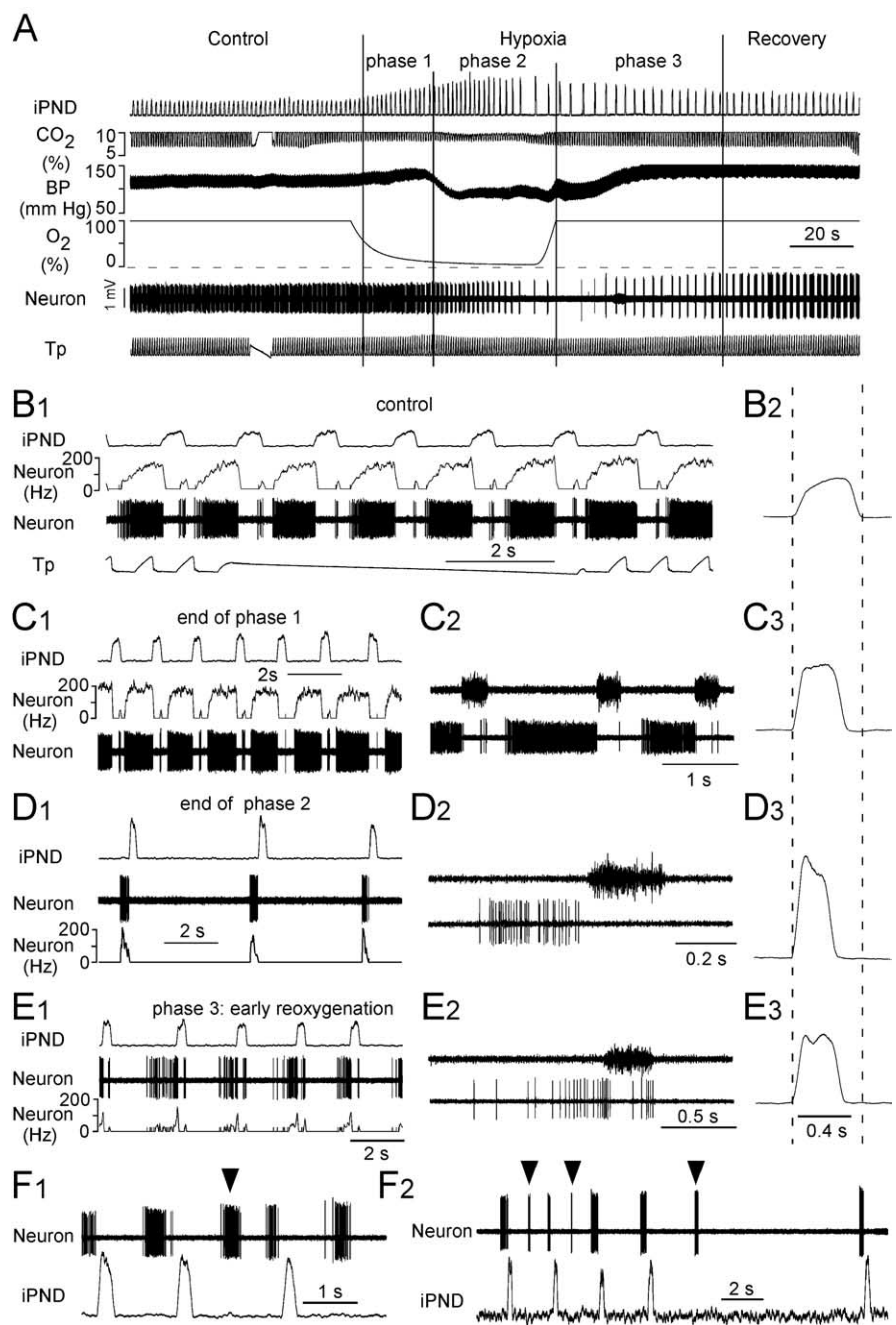 A
Control
Hypoxia
Recovery
phase 1
phase 2
phase 3
iPND
CO2
(%)
10
5
BP
(mm Hg)
150
50
O2
(%)
100
0
20 s
Neuron
1 mV
Tp
B1
control
B2
iPND
Neuron
(Hz)
200
0
Neuron
2 s
Tp
C1
end of phase 1
C2
C3
iPND
2s
Neuron
(Hz)
200
0
Neuron
1 s
D1
end of phase 2
D2
D3
iPND
Neuron
2 s
Neuron
(Hz)
200
0
0.2 s
E1
phase 3: early reoxygenation
E2
E3
iPND
Neuron
Neuron
(Hz)
200
0
2 s
0.5 s
0.4 s
F1
F2
Neuron
Neuron
iPND
1 s
iPND
2 s